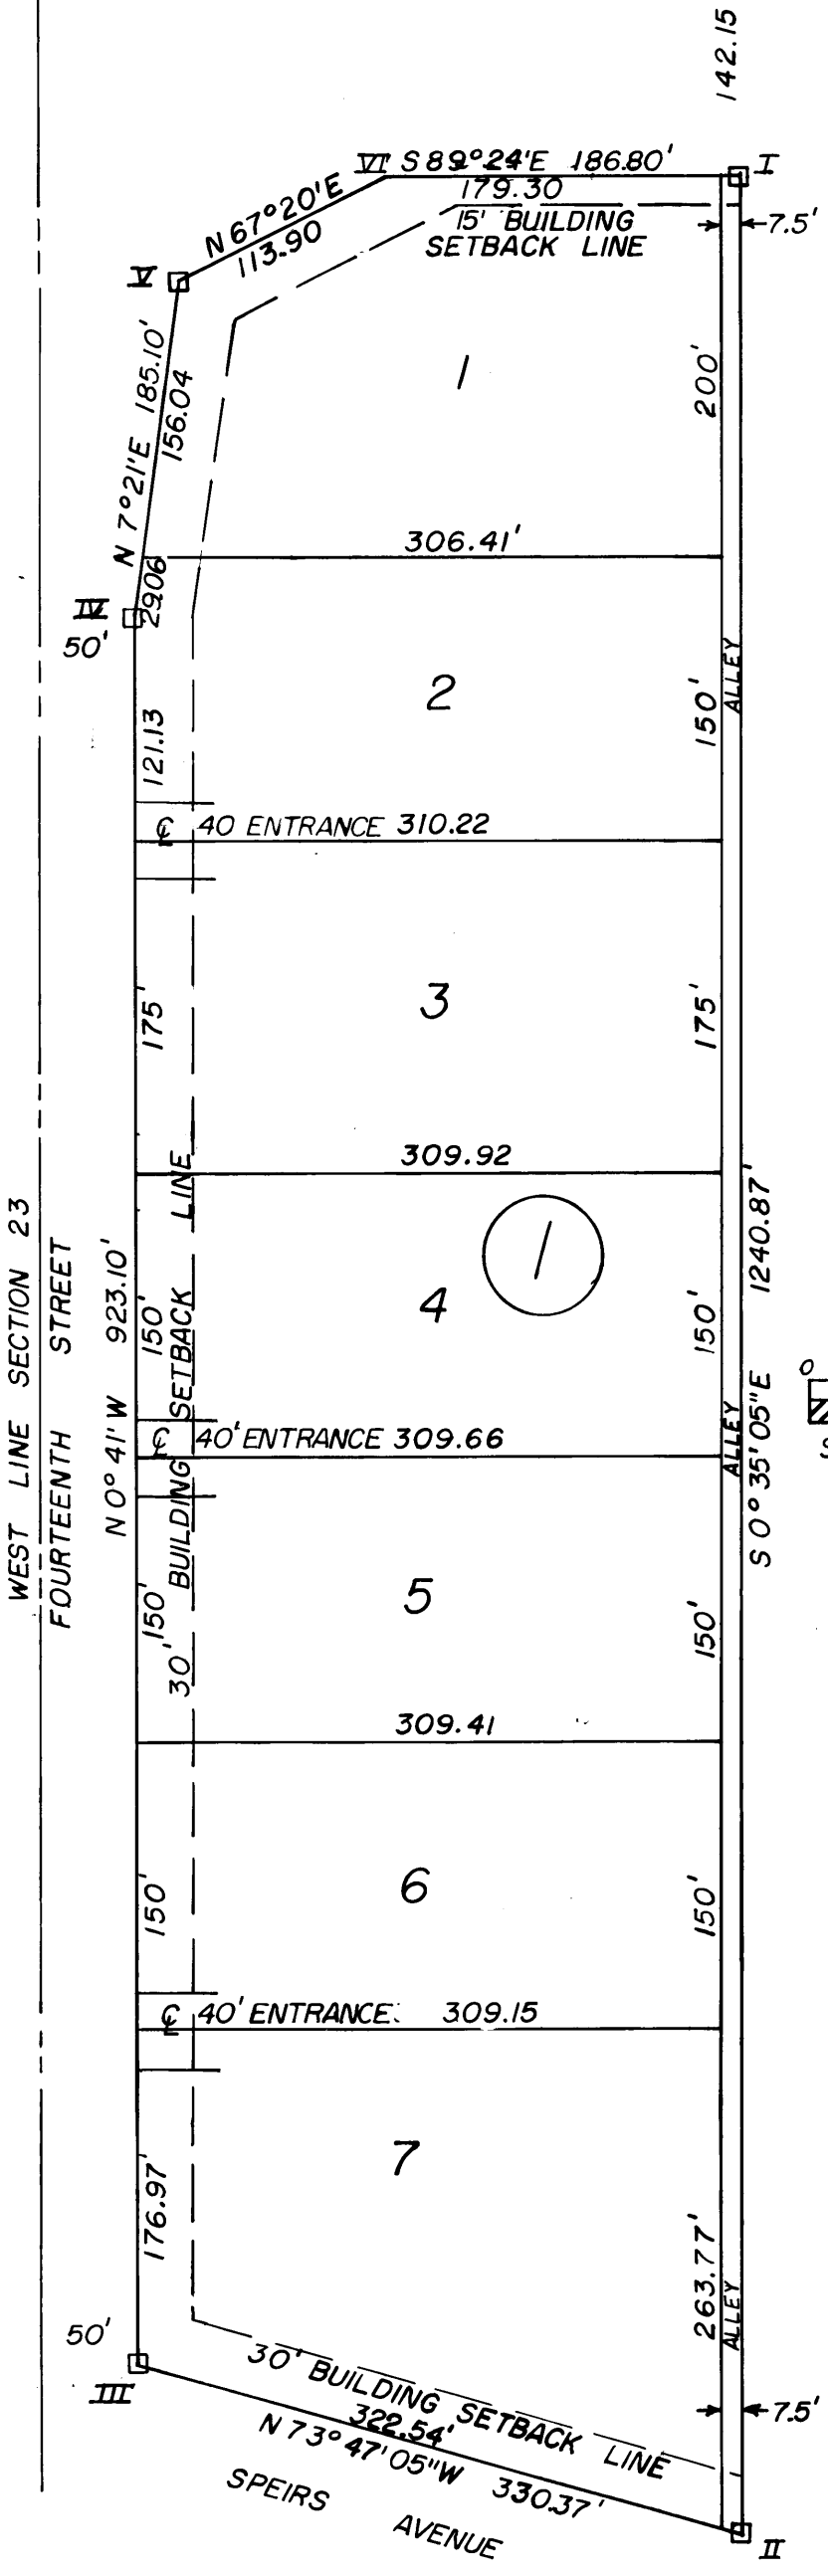 142.15
VI S 89°24'E 186.80' I
179.30
15' BUILDING
SETBACK LINE
7.5'
N 67°20'E
113.90
V
N 7°21'E 185.10'
156.04
200'
1
306.41'
29.06
IV
50'
2
121.13
150'
ALLEY
℄ 40 ENTRANCE 310.22
3
175'
175'
309.92
WEST LINE SECTION 23
FOURTEENTH STREET
N 0°41'W 923.10'
150'
30' BUILDING SETBACK LINE
1
4
150'
1240.87'
S 0°35'05"E
ALLEY
0
℄ 40' ENTRANCE 309.66
5
150'
150'
309.41
6
150'
150'
℄ 40' ENTRANCE 309.15
7
176.97'
263.77'
ALLEY
50'
III
30' BUILDING SETBACK LINE
322.54'
N 73°47'05"W 330.37'
7.5'
SPEIRS AVENUE
II